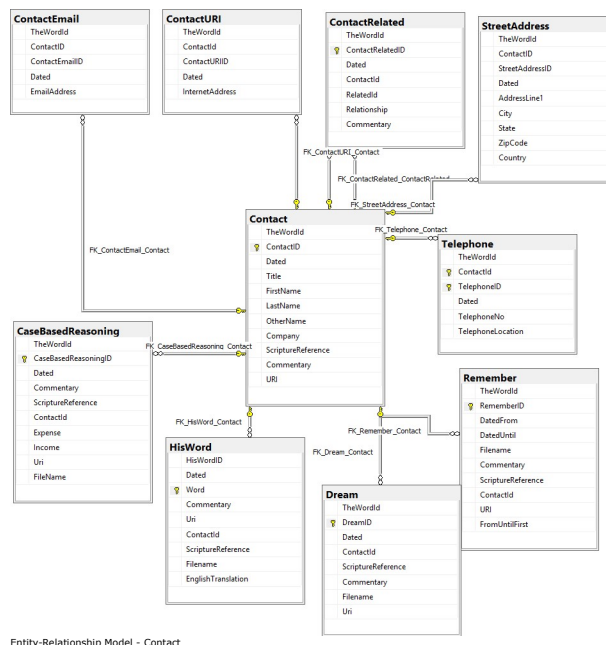 ContactEmail
TheWordId
ContactID
ContactEmailID
Dated
EmailAddress
ContactURI
TheWordId
ContactId
ContactURIID
Dated
InternetAddress
ContactRelated
TheWordId
ContactRelatedID
Dated
ContactId
RelatedId
Relationship
Commentary
StreetAddress
TheWordId
ContactID
StreetAddressID
Dated
AddressLine1
City
State
ZipCode
Country
FK_ContactURI_Contact
FK_ContactRelated_ContactRelated
FK_StreetAddress_Contact
FK_Telephone_Contact
FK_ContactEmail_Contact
Contact
TheWordId
ContactID
Dated
Title
FirstName
LastName
OtherName
Company
ScriptureReference
Commentary
URI
Telephone
TheWordId
ContactId
TelephoneID
Dated
TelephoneNo
TelephoneLocation
CaseBasedReasoning
TheWordId
CaseBasedReasoningID
Dated
Commentary
ScriptureReference
ContactId
Expense
Income
Uri
FileName
FK_CaseBasedReasoning_Contact
Remember
TheWordId
RememberID
DatedFrom
DatedUntil
Filename
Commentary
ScriptureReference
ContactId
URI
FromUntilFirst
FK_HisWord_Contact
FK_Remember_Contact
FK_Dream_Contact
HisWord
HisWordID
Dated
Word
Commentary
Uri
ContactId
ScriptureReference
Filename
EnglishTranslation
Dream
TheWordId
DreamID
Dated
ContactId
ScriptureReference
Commentary
Filename
Uri
Entity-Relationship Model - Contact